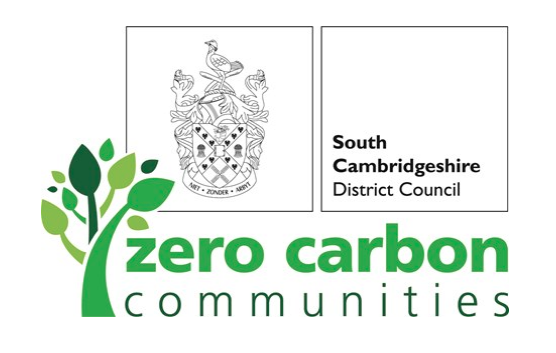 NIET • ZONDER • ARBYT
South
Cambridgeshire
District Council
zero carbon
communities